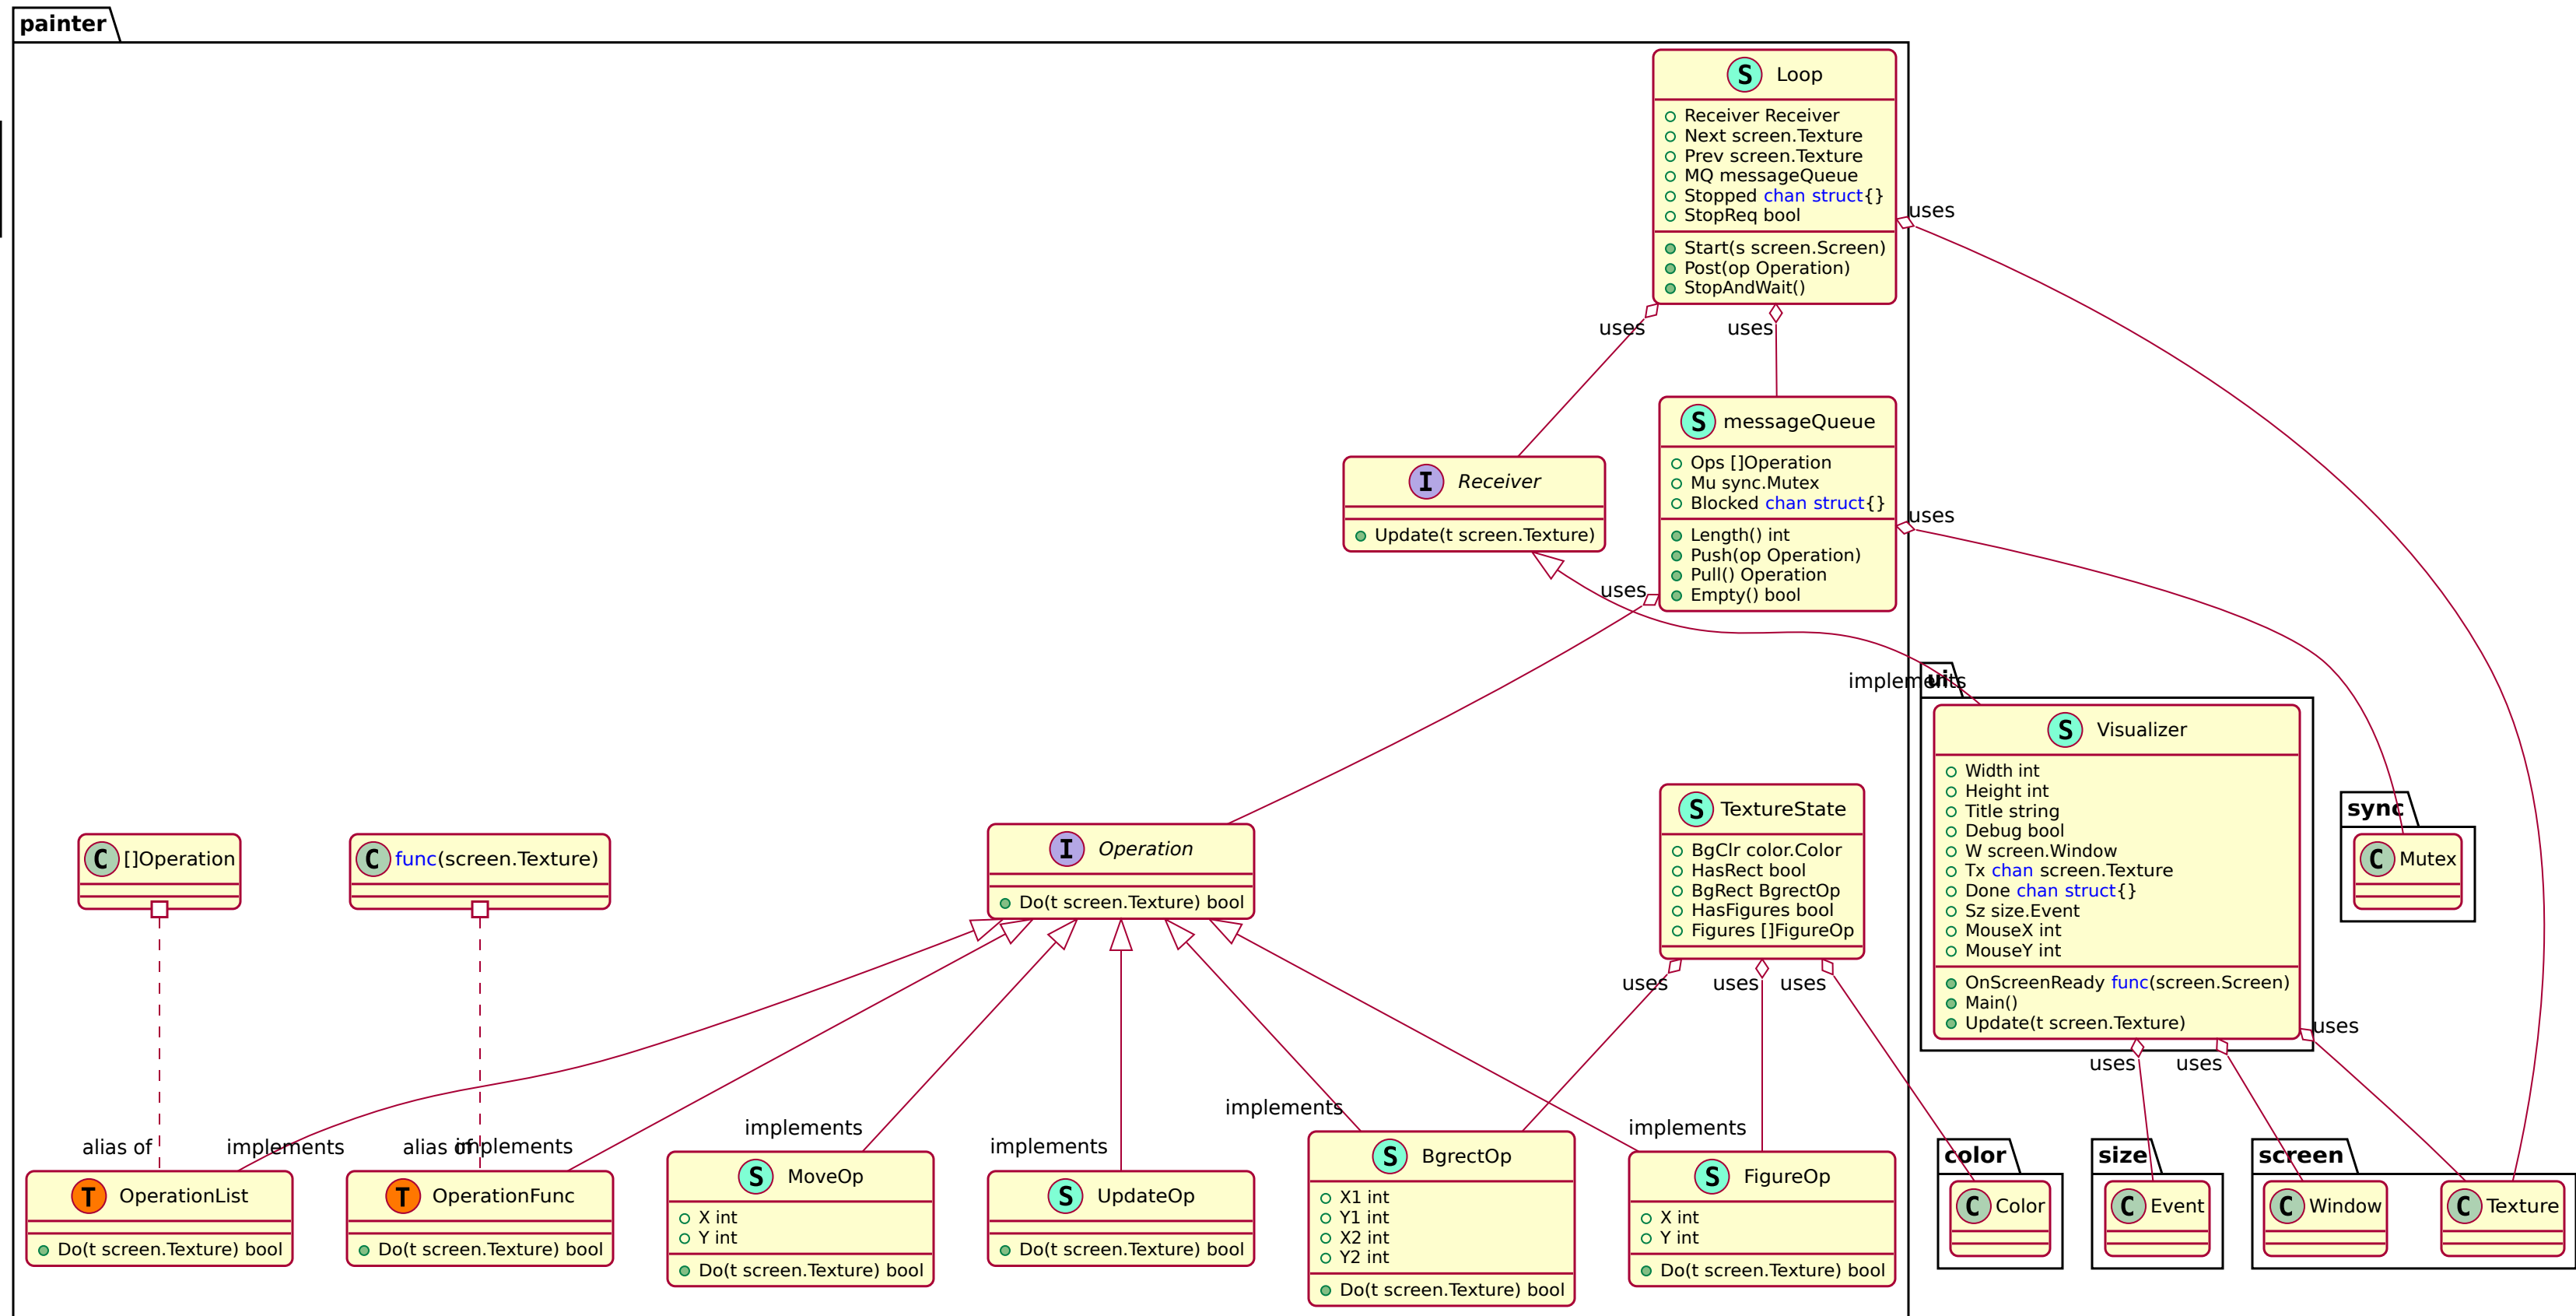 painter
S Loop
Receiver Receiver
Next screen.Texture
Prev screen.Texture
MQ messageQueue
Stopped chan struct{}
StopReq bool
Start(s screen.Screen)
Post(op Operation)
StopAndWait()
uses
uses
uses
S messageQueue
Ops []Operation
Mu sync.Mutex
Blocked chan struct{}
Length() int
Push(op Operation)
Pull() Operation
Empty() bool
I Receiver
Update(t screen.Texture)
uses
uses
implements
ui
S Visualizer
Width int
Height int
Title string
Debug bool
W screen.Window
Tx chan screen.Texture
Done chan struct{}
Sz size.Event
MouseX int
MouseY int
OnScreenReady func(screen.Screen)
Main()
Update(t screen.Texture)
uses
uses
uses
sync
C Mutex
C []Operation
C func(screen.Texture)
I Operation
Do(t screen.Texture) bool
S TextureState
BgClr color.Color
HasRect bool
BgRect BgrectOp
HasFigures bool
Figures []FigureOp
uses
uses
uses
alias of
implements
alias of
implements
implements
implements
implements
implements
T OperationList
Do(t screen.Texture) bool
T OperationFunc
Do(t screen.Texture) bool
S MoveOp
X int
Y int
Do(t screen.Texture) bool
S UpdateOp
Do(t screen.Texture) bool
S BgrectOp
X1 int
Y1 int
X2 int
Y2 int
Do(t screen.Texture) bool
S FigureOp
X int
Y int
Do(t screen.Texture) bool
color
C Color
size
C Event
screen
C Window
C Texture